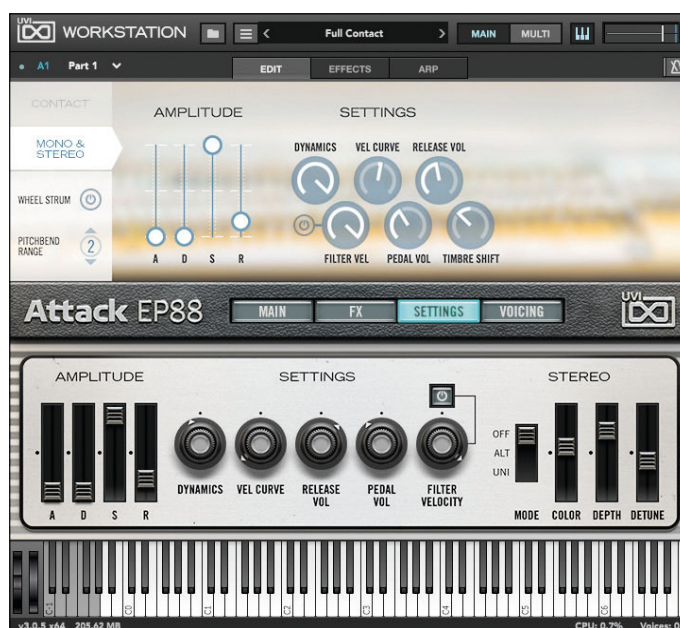 UVI WORKSTATION
Full Contact
MAIN MULTI
A1 Part 1
EDIT EFFECTS ARP
CONTACT
MONO &
STEREO
WHEEL STRUM
PITCHBEND
RANGE
2
AMPLITUDE
A D S R
SETTINGS
DYNAMICS VEL CURVE RELEASE VOL
FILTER VEL PEDAL VOL TIMBRE SHIFT
Attack EP88 MAIN FX SETTINGS VOICING UVI
AMPLITUDE SETTINGS STEREO
OFF
ALT
UNI
A D S R
DYNAMICS VEL CURVE RELEASE
VOL PEDAL
VOL FILTER
VELOCITY
MODE COLOR DEPTH DETUNE
C-1 C0 C1 C2 C3 C4 C5 C6
v3.0.5 x64 205.62 MB CPU: 0.7% Voices: 0